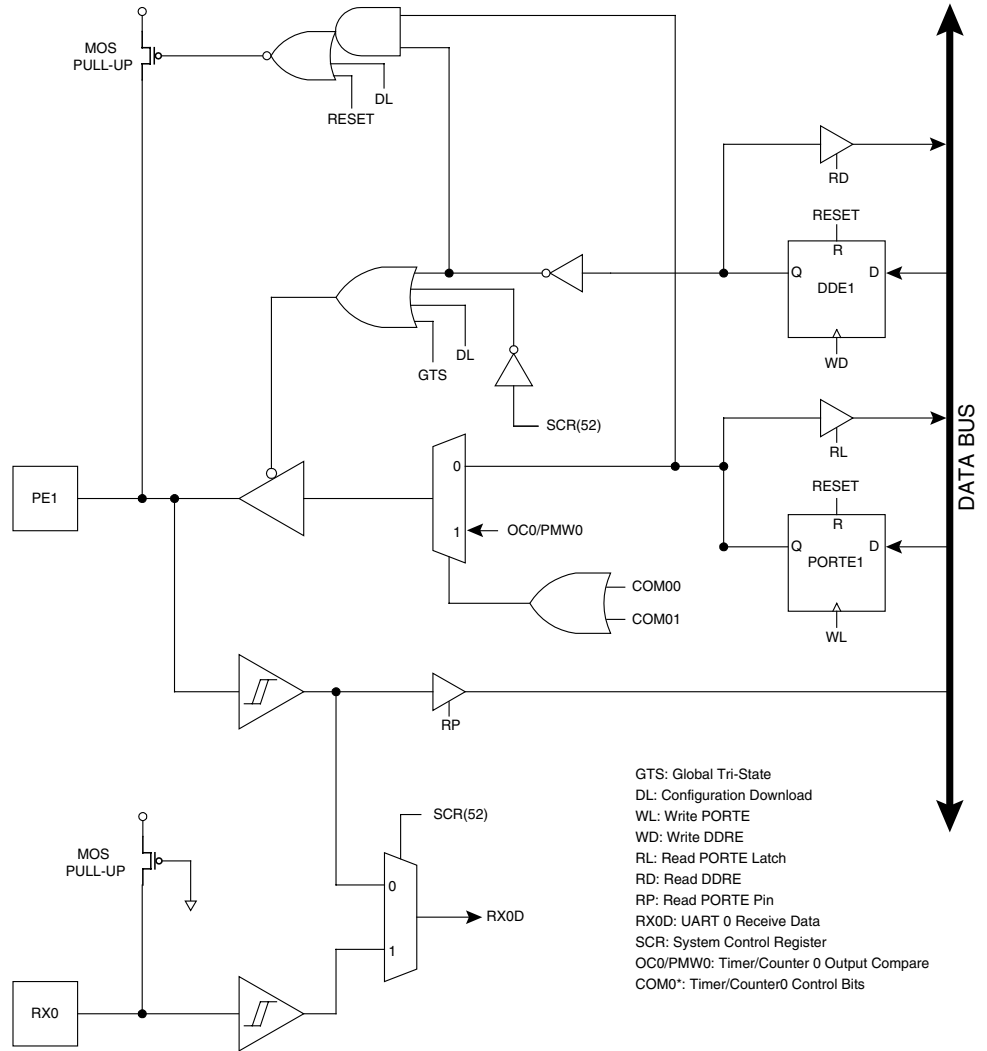 MOS
PULL-UP
DL
RESET
RD
RESET
R
Q
D
DDE1
WD
DL
GTS
SCR(52)
RL
DATA BUS
0
PE1
RESET
R
1
OC0/PMW0
Q
D
PORTE1
COM00
COM01
WL
RP
GTS: Global Tri-State
DL: Configuration Download
WL: Write PORTE
WD: Write DDRE
RL: Read PORTE Latch
RD: Read DDRE
RP: Read PORTE Pin
RX0D: UART 0 Receive Data
SCR: System Control Register
OC0/PMW0: Timer/Counter 0 Output Compare
COM0*: Timer/Counter0 Control Bits
SCR(52)
MOS
PULL-UP
0
RX0D
1
RX0